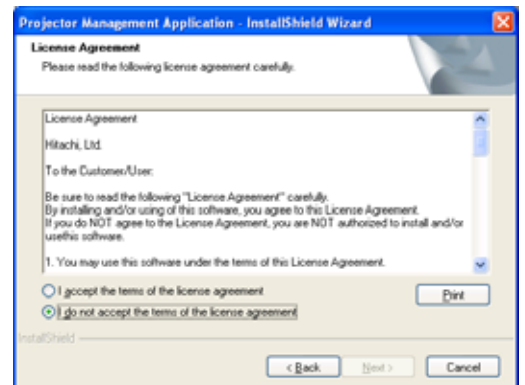 Projector Management Application - InstallShield Wizard
License Agreement
Please read the following license agreement carefully.
License Agreement
Hitachi, Ltd.
To the Customer/User:
Be sure to read the following "License Agreement" carefully.
By installing and/or using of this software, you agree to this License Agreement.
If you do NOT agree to the License Agreement, you are NOT authorized to install and/or
usethis software.
1. You may use this software under the terms of this License Agreement.
I accept the terms of the license agreement
Print
I do not accept the terms of the license agreement
InstallShield
< Back
Next >
Cancel